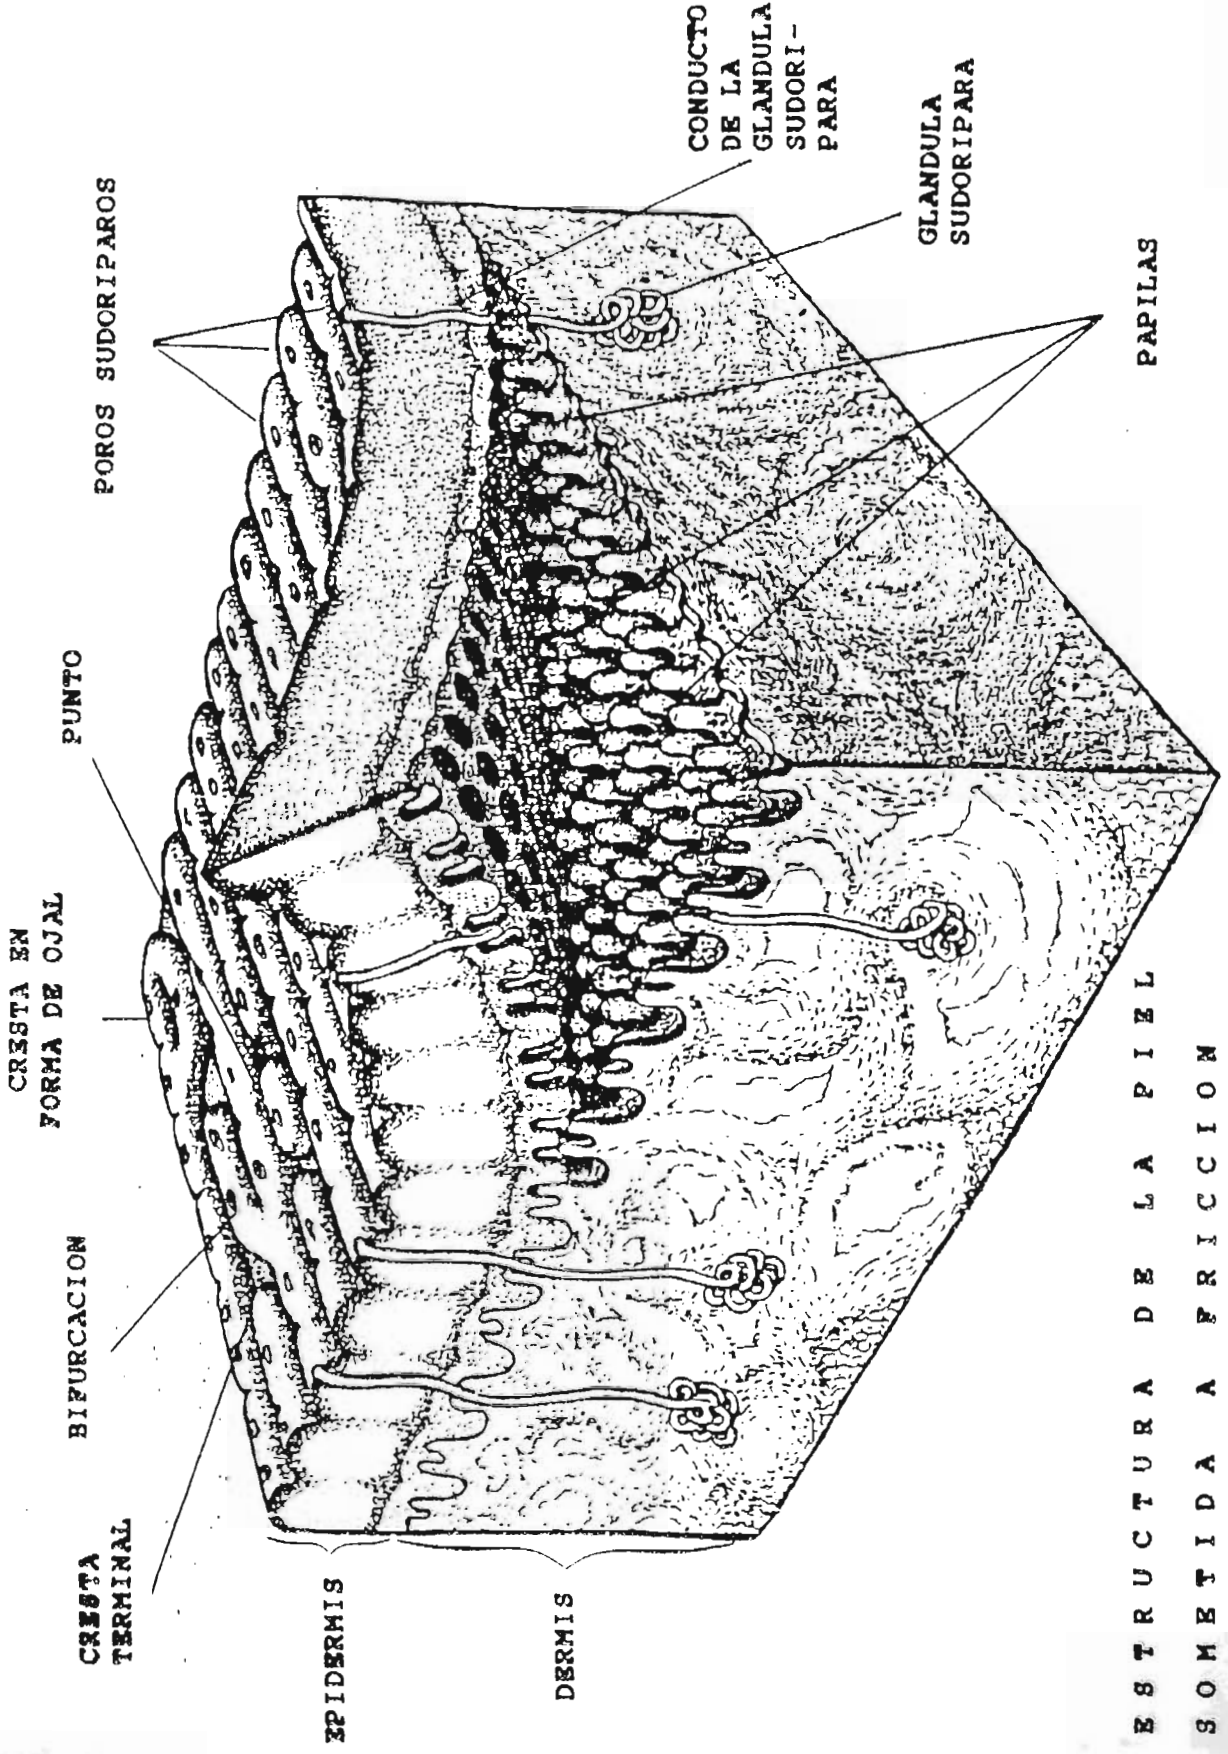 CRESTA
TERMINAL
BIFURCACION
CRESTA EN
FORMA DE OJAL
PUNTO
POROS SUDORIPAROS
EPIDERMIS
DERMIS
CONDUCTO
DE LA
GLANDULA
SUDORI-
PARA
GLANDULA
SUDORIPARA
PAPILAS
ESTRUCTURA DE LA PIEL
SOMETIDA A FRICCION